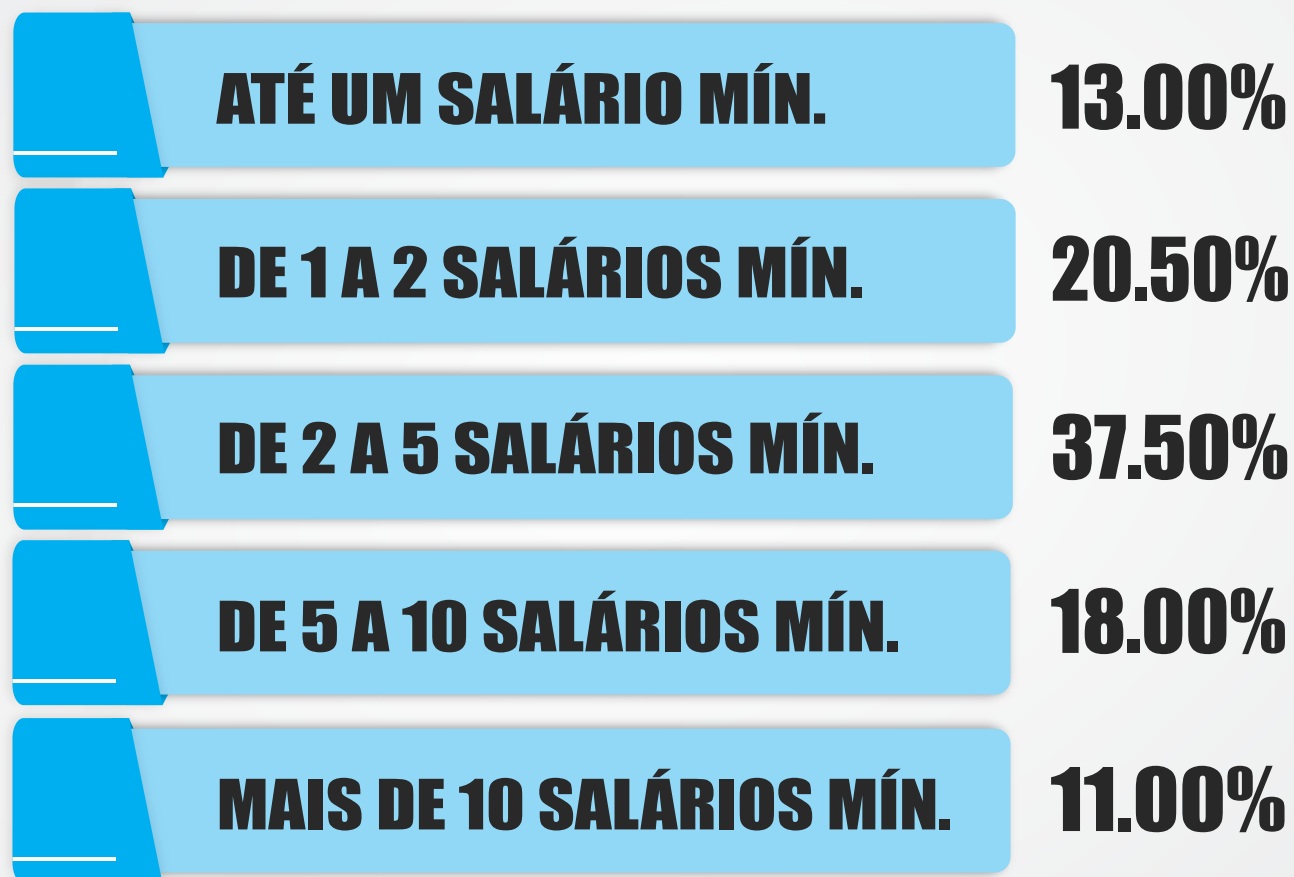 ATÉ UM SALÁRIO MÍN. 13.00%
DE 1 A 2 SALÁRIOS MÍN. 20.50%
DE 2 A 5 SALÁRIOS MÍN. 37.50%
DE 5 A 10 SALÁRIOS MÍN. 18.00%
MAIS DE 10 SALÁRIOS MÍN. 11.00%